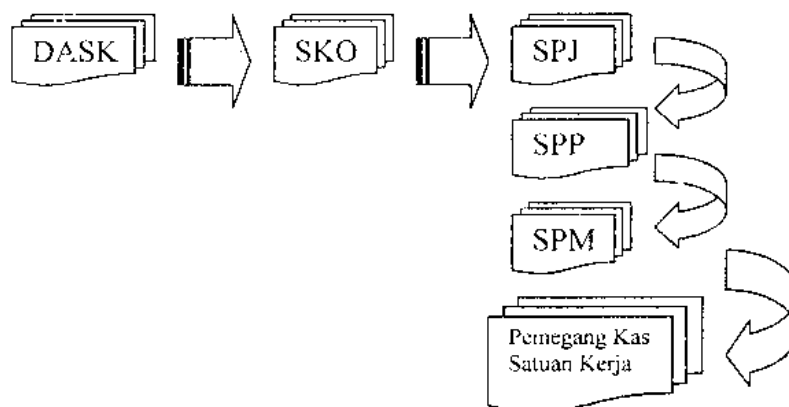 DASK
SKO
SPJ
SPP
SPM
Pemegang Kas
Satuan Kerja